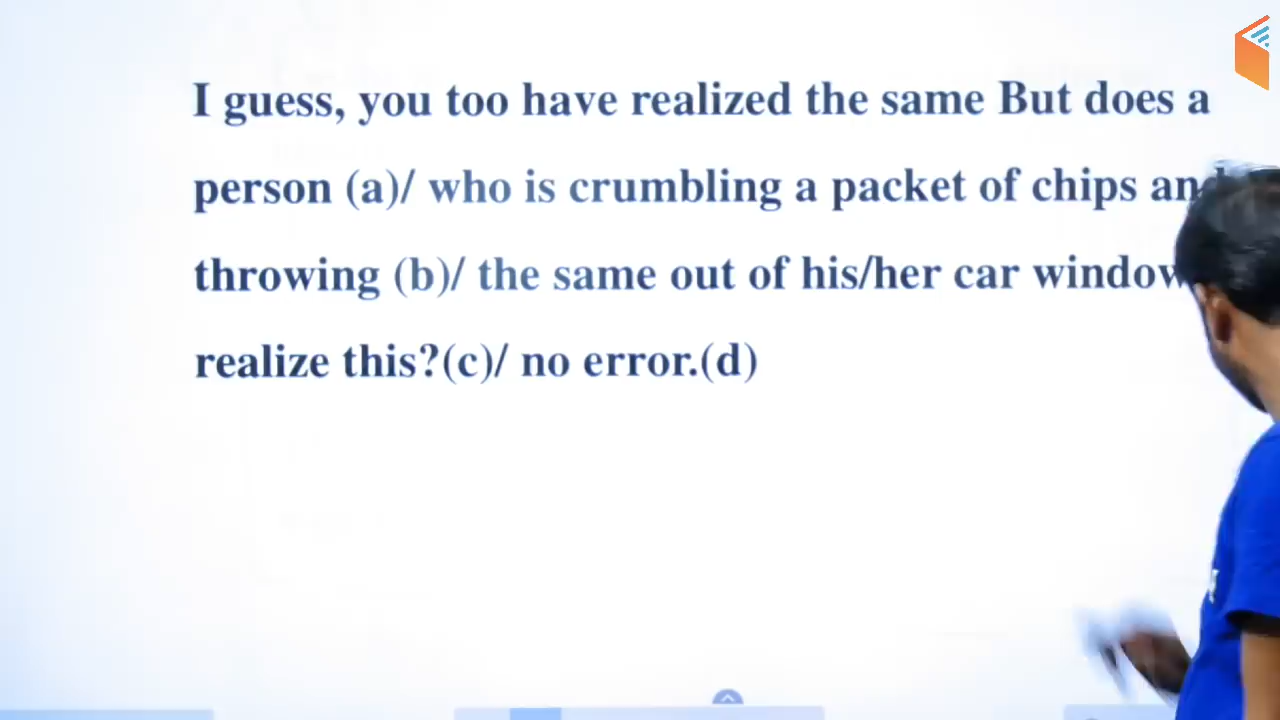 I guess, you too have realized the same But does a
person (a)/ who is crumbling a packet of chips and
throwing (b)/ the same out of his/her car window
realize this?(c)/ no error.(d)